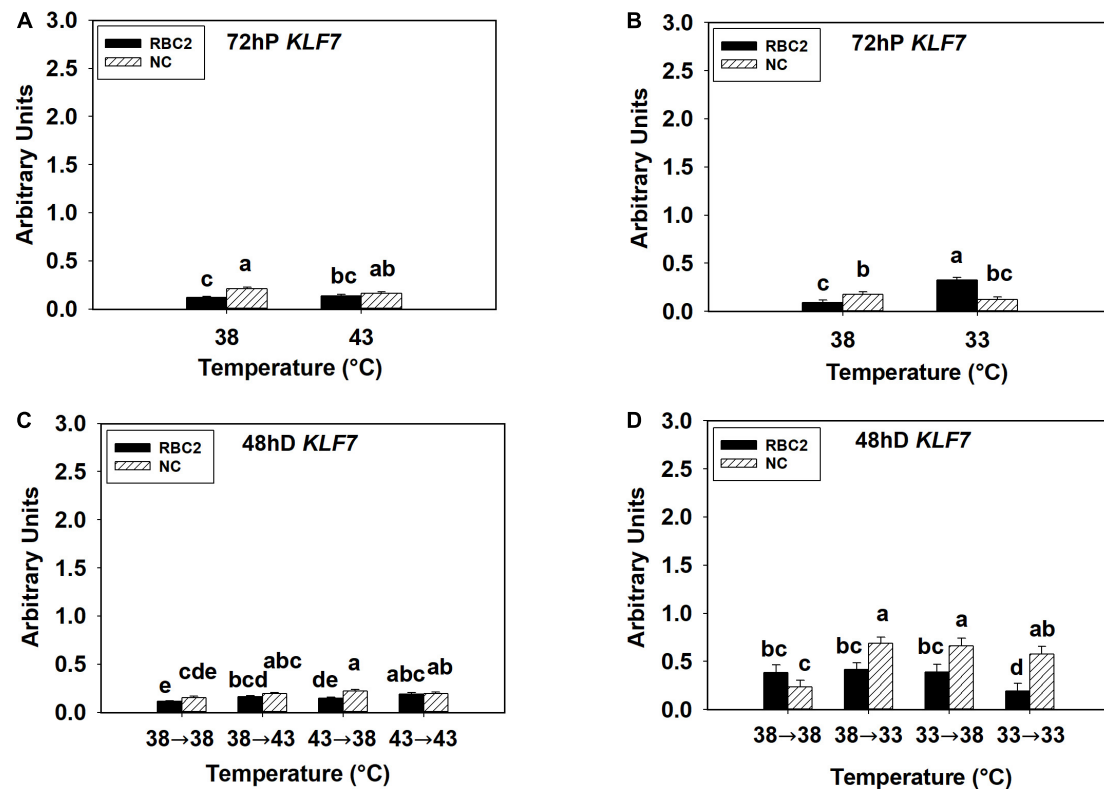 A
72hP KLF7
RBC2
NC
3.0
2.5
2.0
1.5
1.0
0.5
0.0
Arbitrary Units
c a bc ab
38 43
Temperature (°C)
B
72hP KLF7
RBC2
NC
3.0
2.5
2.0
1.5
1.0
0.5
0.0
Arbitrary Units
c b a bc
38 33
Temperature (°C)
C
48hD KLF7
RBC2
NC
3.0
2.5
2.0
1.5
1.0
0.5
0.0
Arbitrary Units
e cde bcd abc de a abc ab
38→38 38→43 43→38 43→43
Temperature (°C)
D
48hD KLF7
RBC2
NC
3.0
2.5
2.0
1.5
1.0
0.5
0.0
Arbitrary Units
bc c bc a bc a d ab
38→38 38→33 33→38 33→33
Temperature (°C)